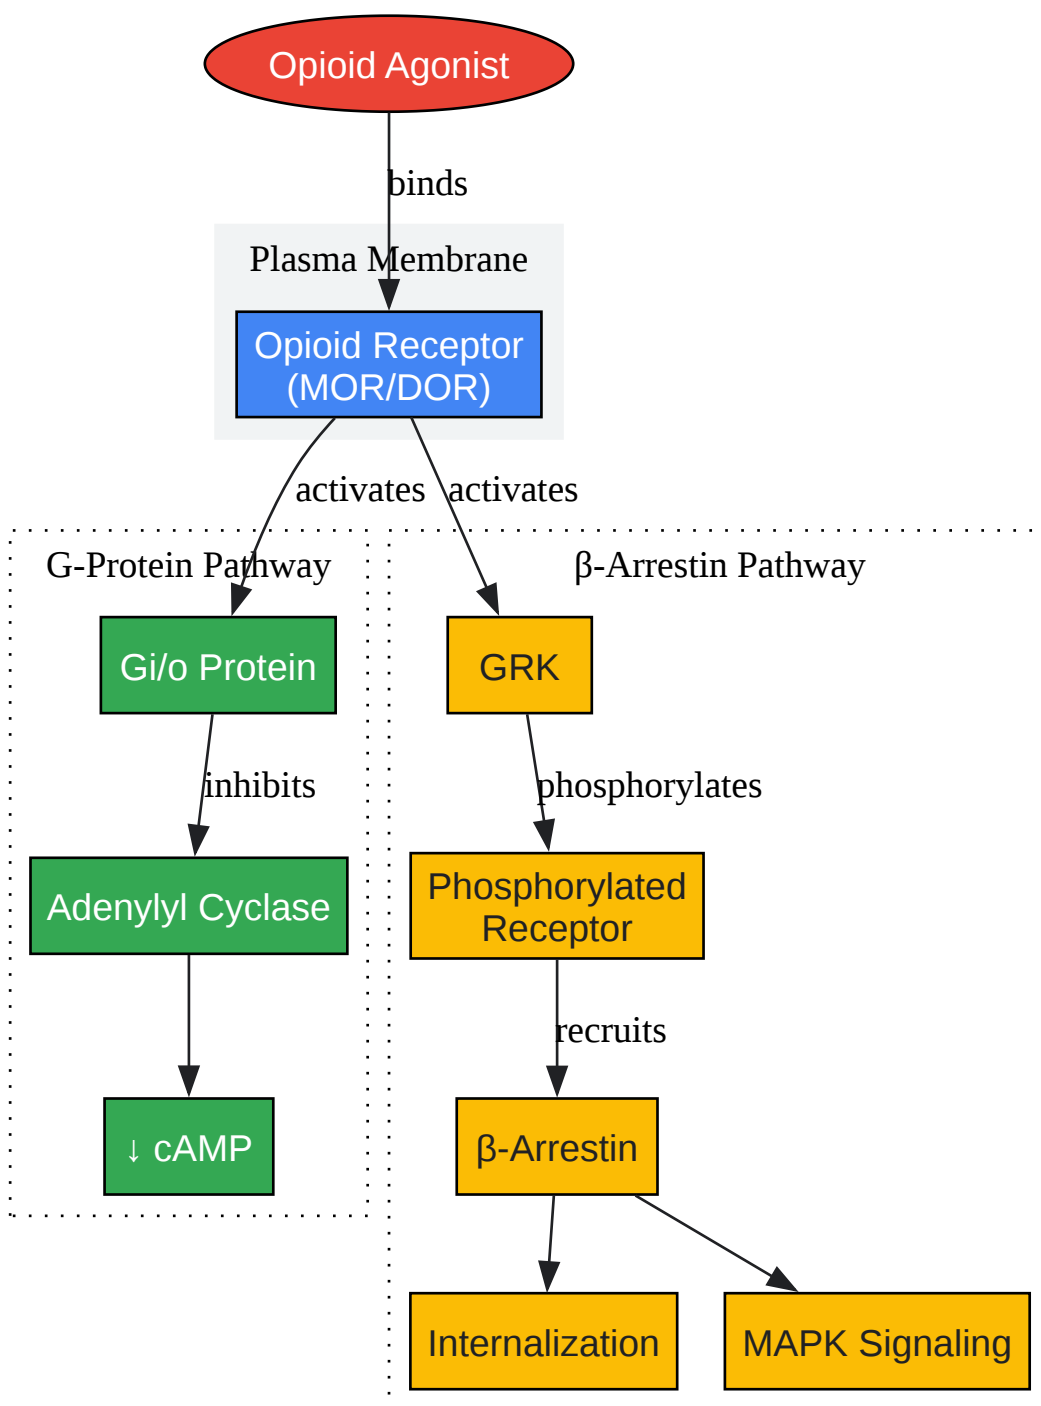 Opioid Agonist
binds
Plasma Membrane
Opioid Receptor
(MOR/DOR)
activates
activates
G-Protein Pathway
β-Arrestin Pathway
Gi/o Protein
GRK
inhibits
phosphorylates
Adenylyl Cyclase
Phosphorylated
Receptor
recruits
↓ cAMP
β-Arrestin
Internalization
MAPK Signaling